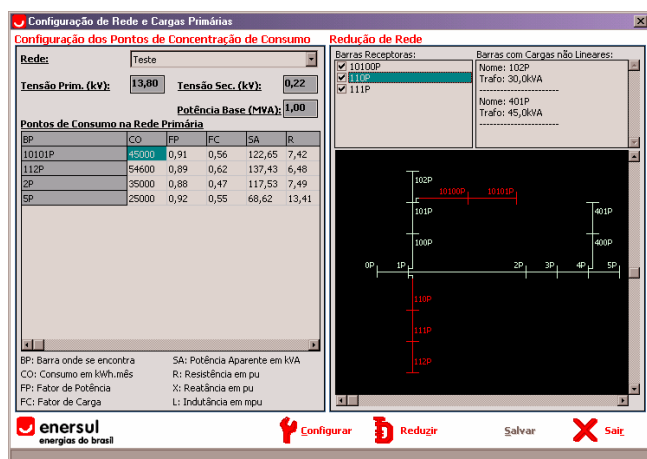 Configuração de Rede e Cargas Primárias
Configuração dos Pontos de Concentração de Consumo
Rede:
Teste
Tensão Prim. (kV):
13,80
Tensão Sec. (kV):
0,22
Potência Base (MVA):
1,00
Pontos de Consumo na Rede Primária
BP CO FP FC SA R
10101P 45000 0,91 0,56 122,65 7,42
112P 54600 0,89 0,62 137,43 6,48
2P 35000 0,88 0,47 117,53 7,49
5P 25000 0,92 0,55 68,62 13,41
BP: Barra onde se encontra
CO: Consumo em kWh.mês
FP: Fator de Potência
FC: Fator de Carga
SA: Potência Aparente em kVA
R: Resistência em pu
X: Reatância em pu
L: Indutância em mpu
Redução de Rede
Barras Receptoras:
10100P
110P
111P
Barras com Cargas não Lineares:
Nome: 102P
Trafo: 30,0kVA
-----------------------
Nome: 401P
Trafo: 45,0kVA
-----------------------
102P
10100P 10101P
101P 401P
100P 400P
0P 1P 2P 3P 4P 5P
110P
111P
112P
enersul
energias do brasil
Configurar
Reduzir
Salvar
Sair